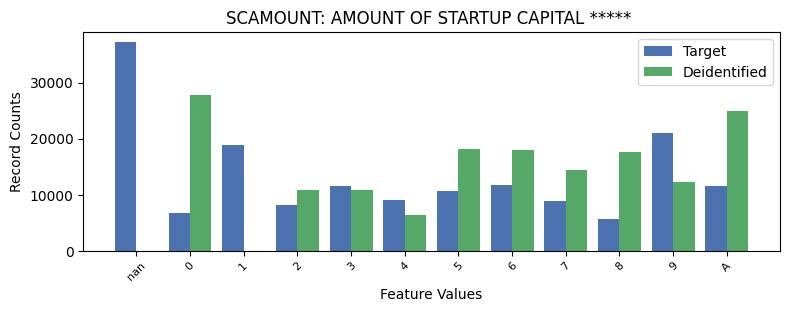 SCAMOUNT: AMOUNT OF STARTUP CAPITAL *****
Target
Deidentified
Record Counts
30000
20000
10000
0
nan 0 1 2 3 4 5 6 7 8 9 A
Feature Values